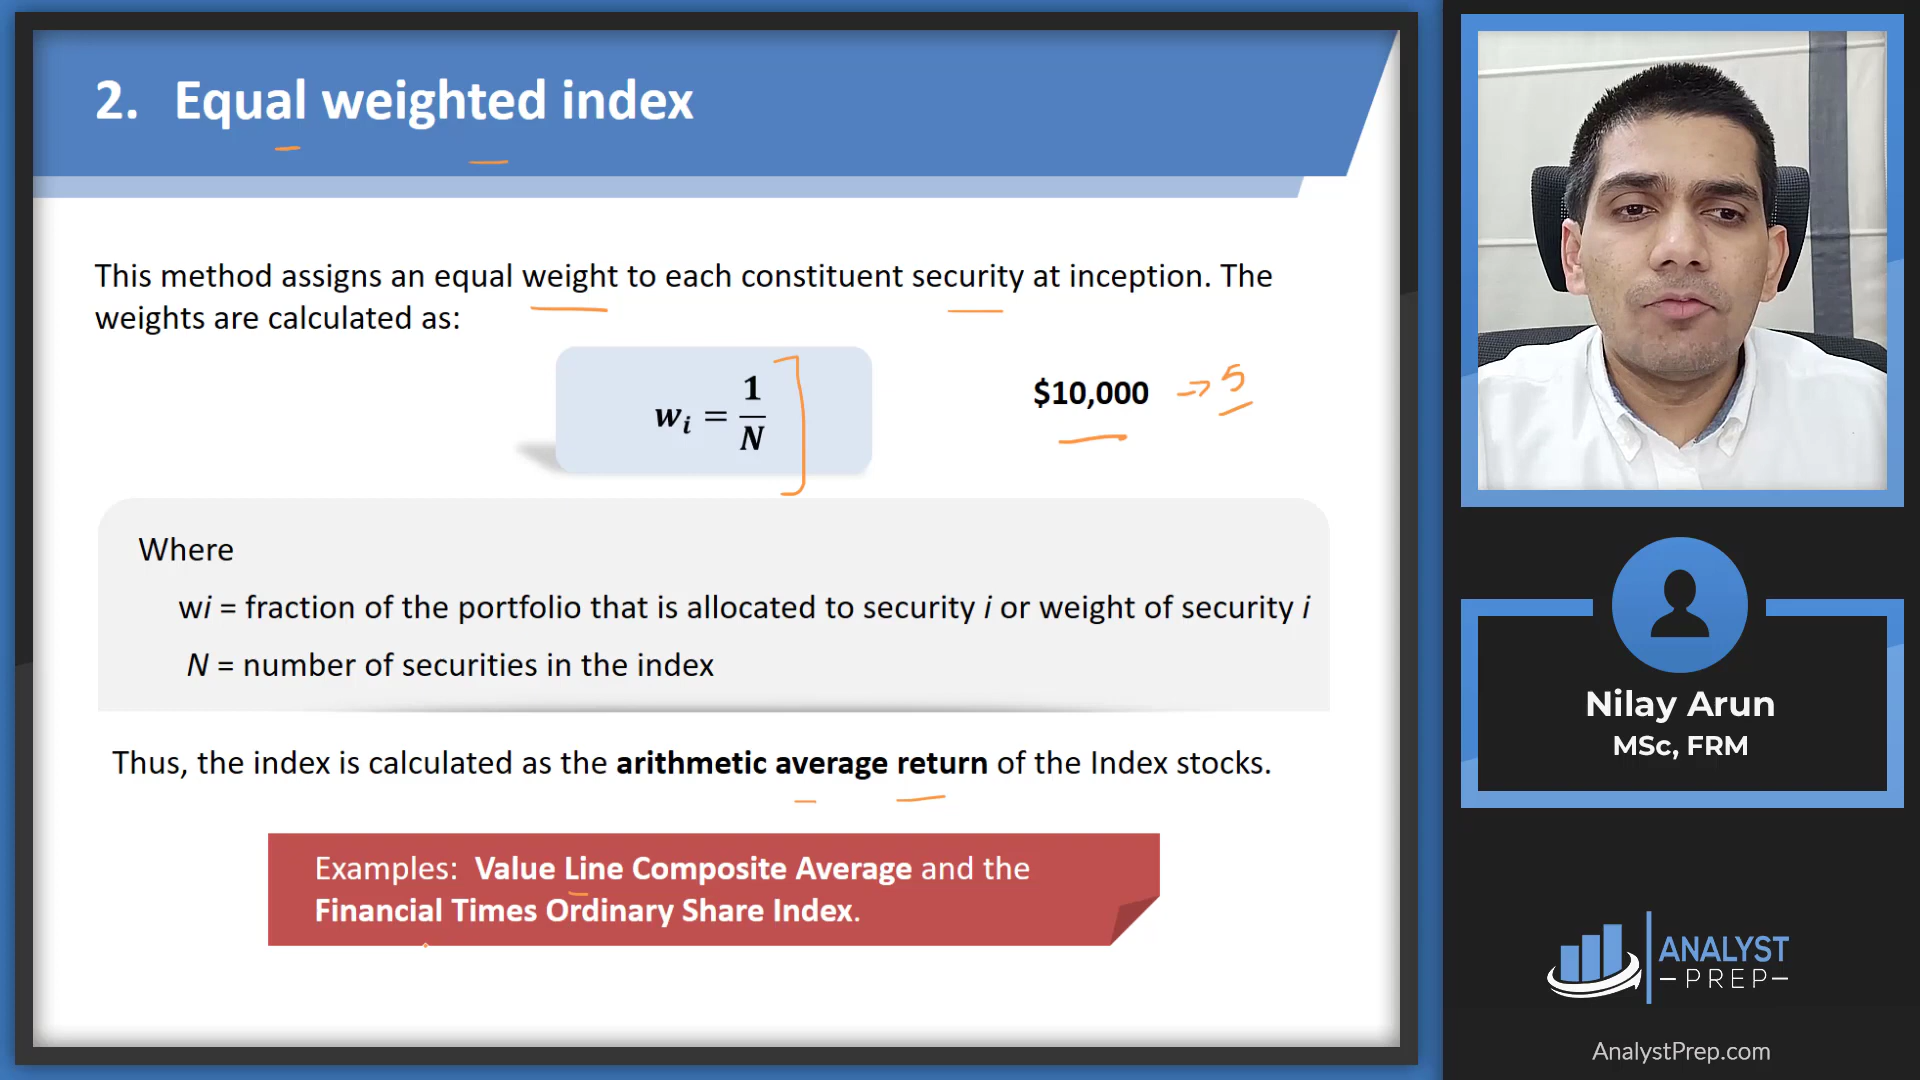 2. Equal weighted index
This method assigns an equal weight to each constituent security at inception. The
weights are calculated as:
wi = 1/N
$10,000 → 5
Where
wi = fraction of the portfolio that is allocated to security i or weight of security i
N = number of securities in the index
Thus, the index is calculated as the arithmetic average return of the Index stocks.
Examples: Value Line Composite Average and the
Financial Times Ordinary Share Index.
Nilay Arun
MSc, FRM
ANALYST
PREP
AnalystPrep.com